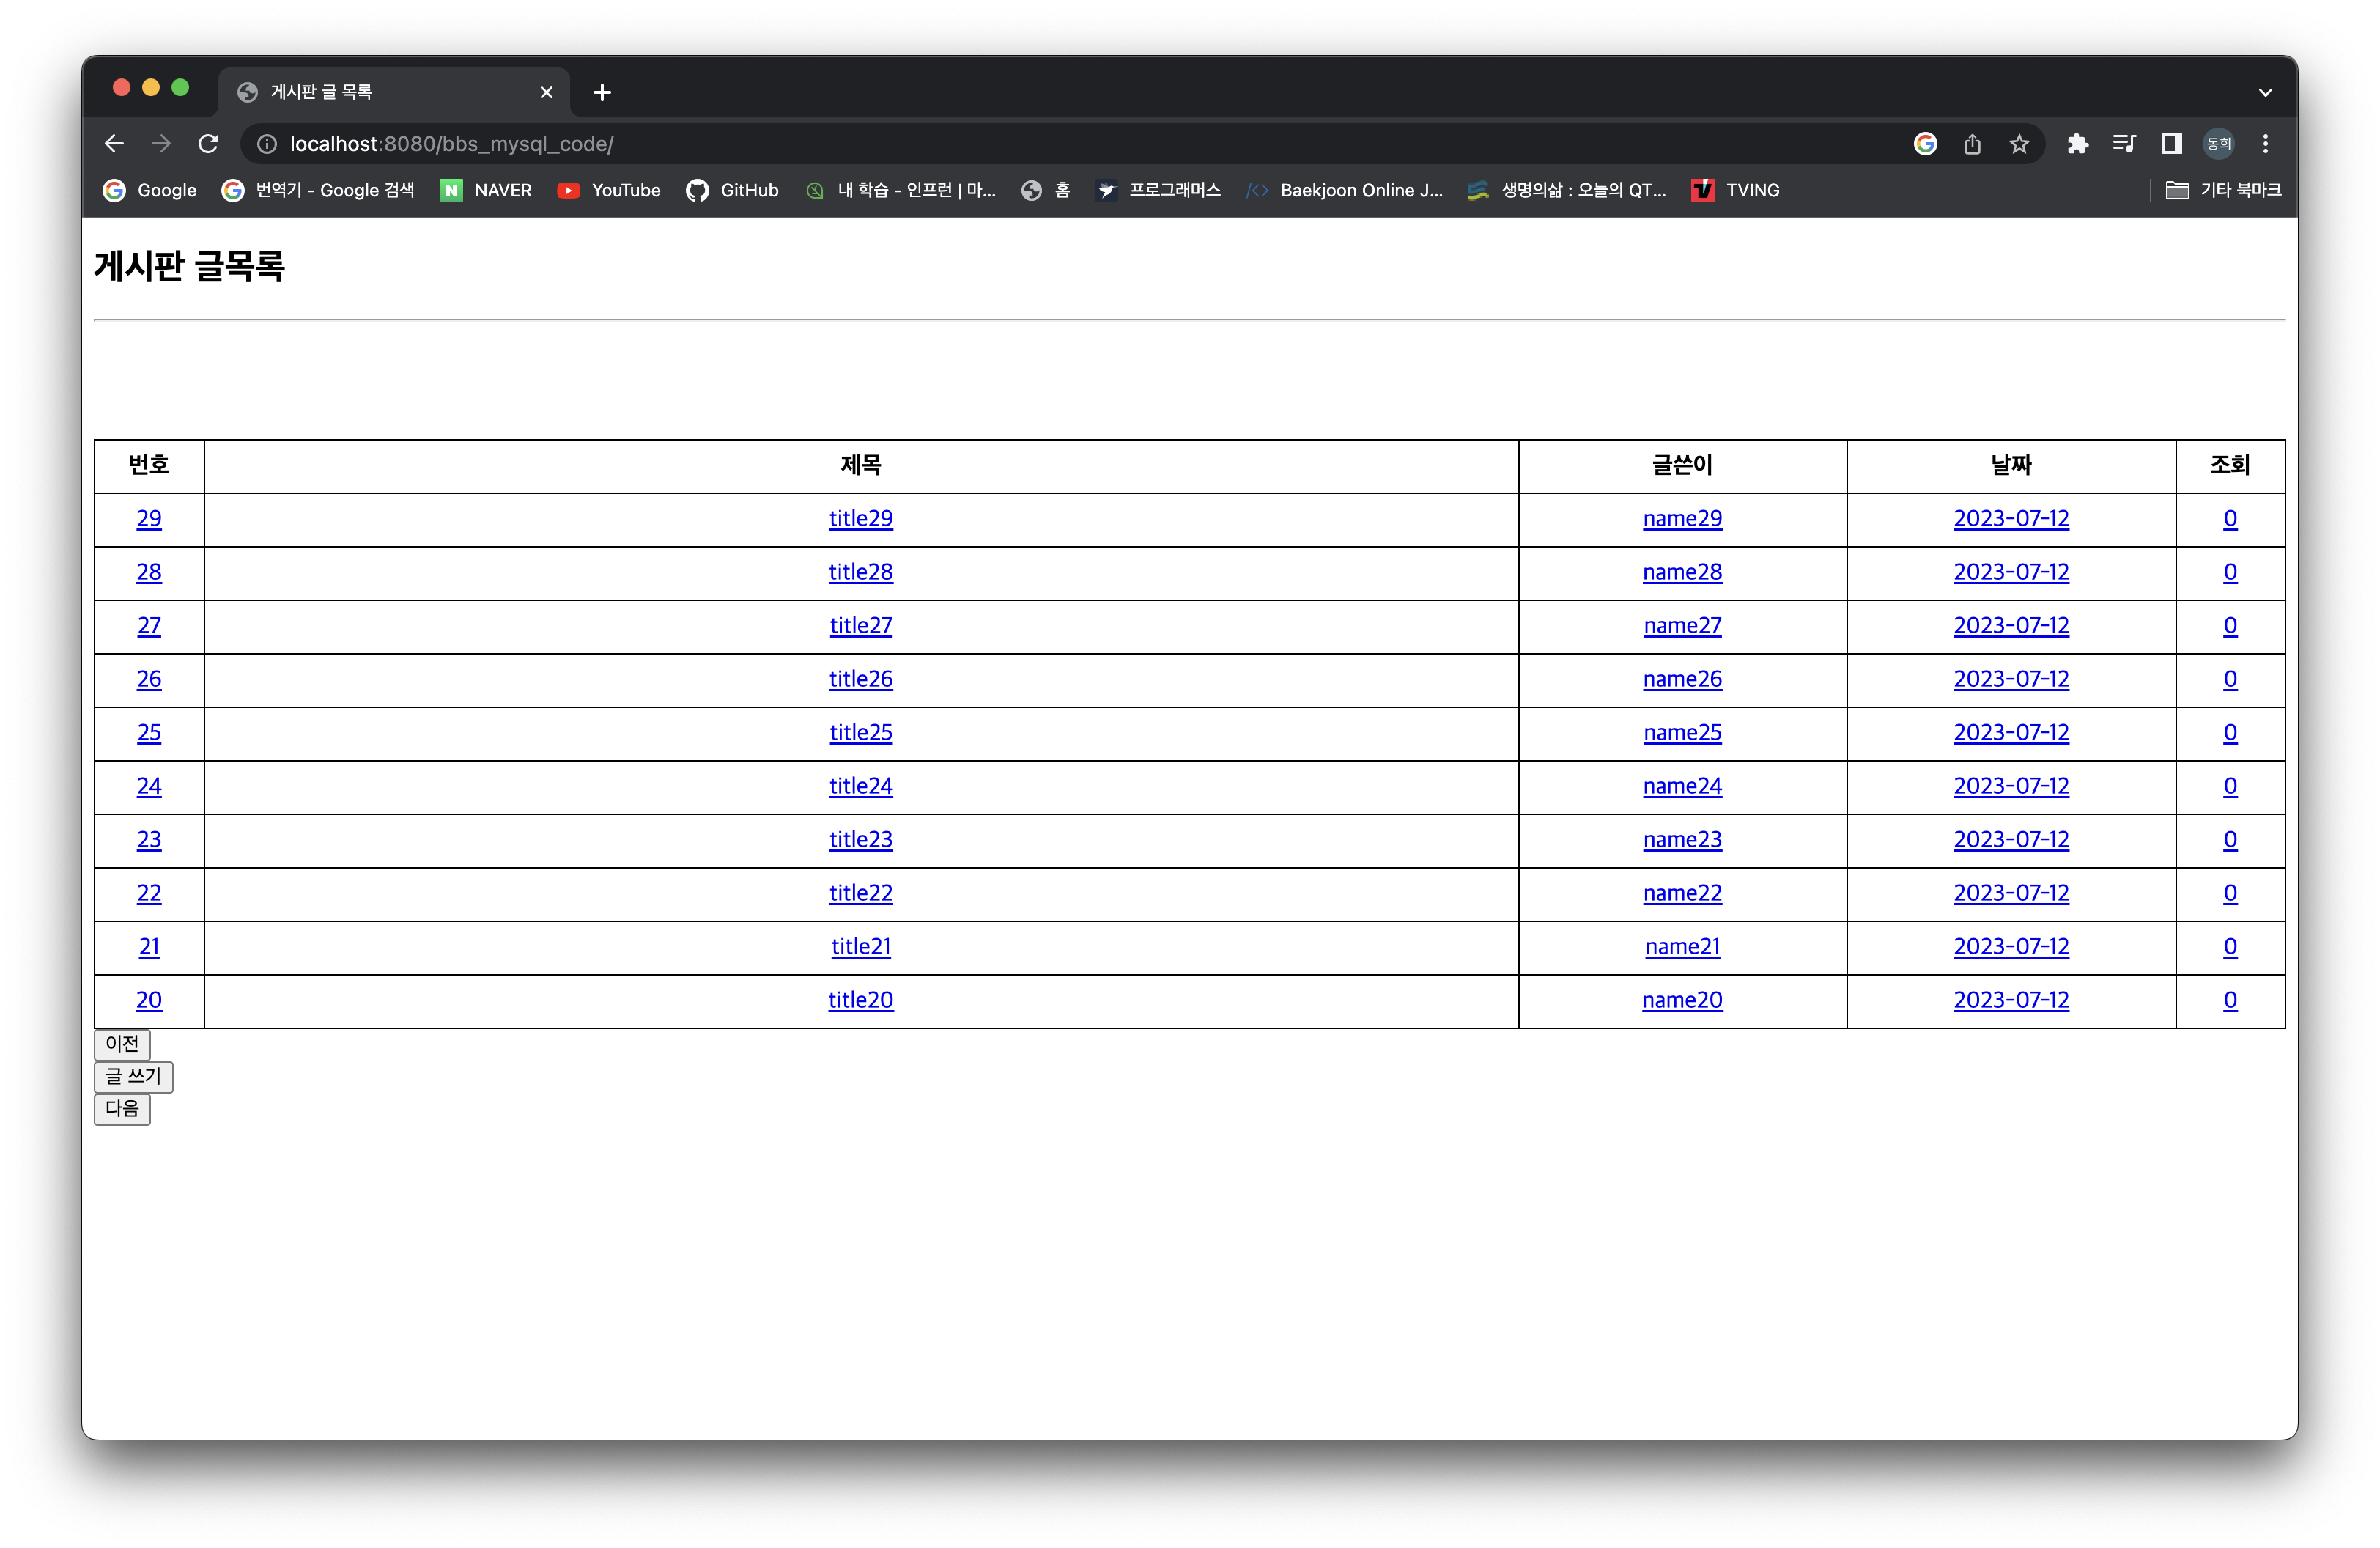 게시판 글 목록
localhost:8080/bbs_mysql_code/
동희
Google 번역기 - Google 검색 N NAVER YouTube GitHub 내 학습 - 인프런 | 마... 홈 프로그래머스 Baekjoon Online J... 생명의삶 : 오늘의 QT... TVING 기타 북마크
게시판 글목록
번호 제목 글쓴이 날짜 조회
29 title29 name29 2023-07-12 0
28 title28 name28 2023-07-12 0
27 title27 name27 2023-07-12 0
26 title26 name26 2023-07-12 0
25 title25 name25 2023-07-12 0
24 title24 name24 2023-07-12 0
23 title23 name23 2023-07-12 0
22 title22 name22 2023-07-12 0
21 title21 name21 2023-07-12 0
20 title20 name20 2023-07-12 0
이전
글 쓰기
다음